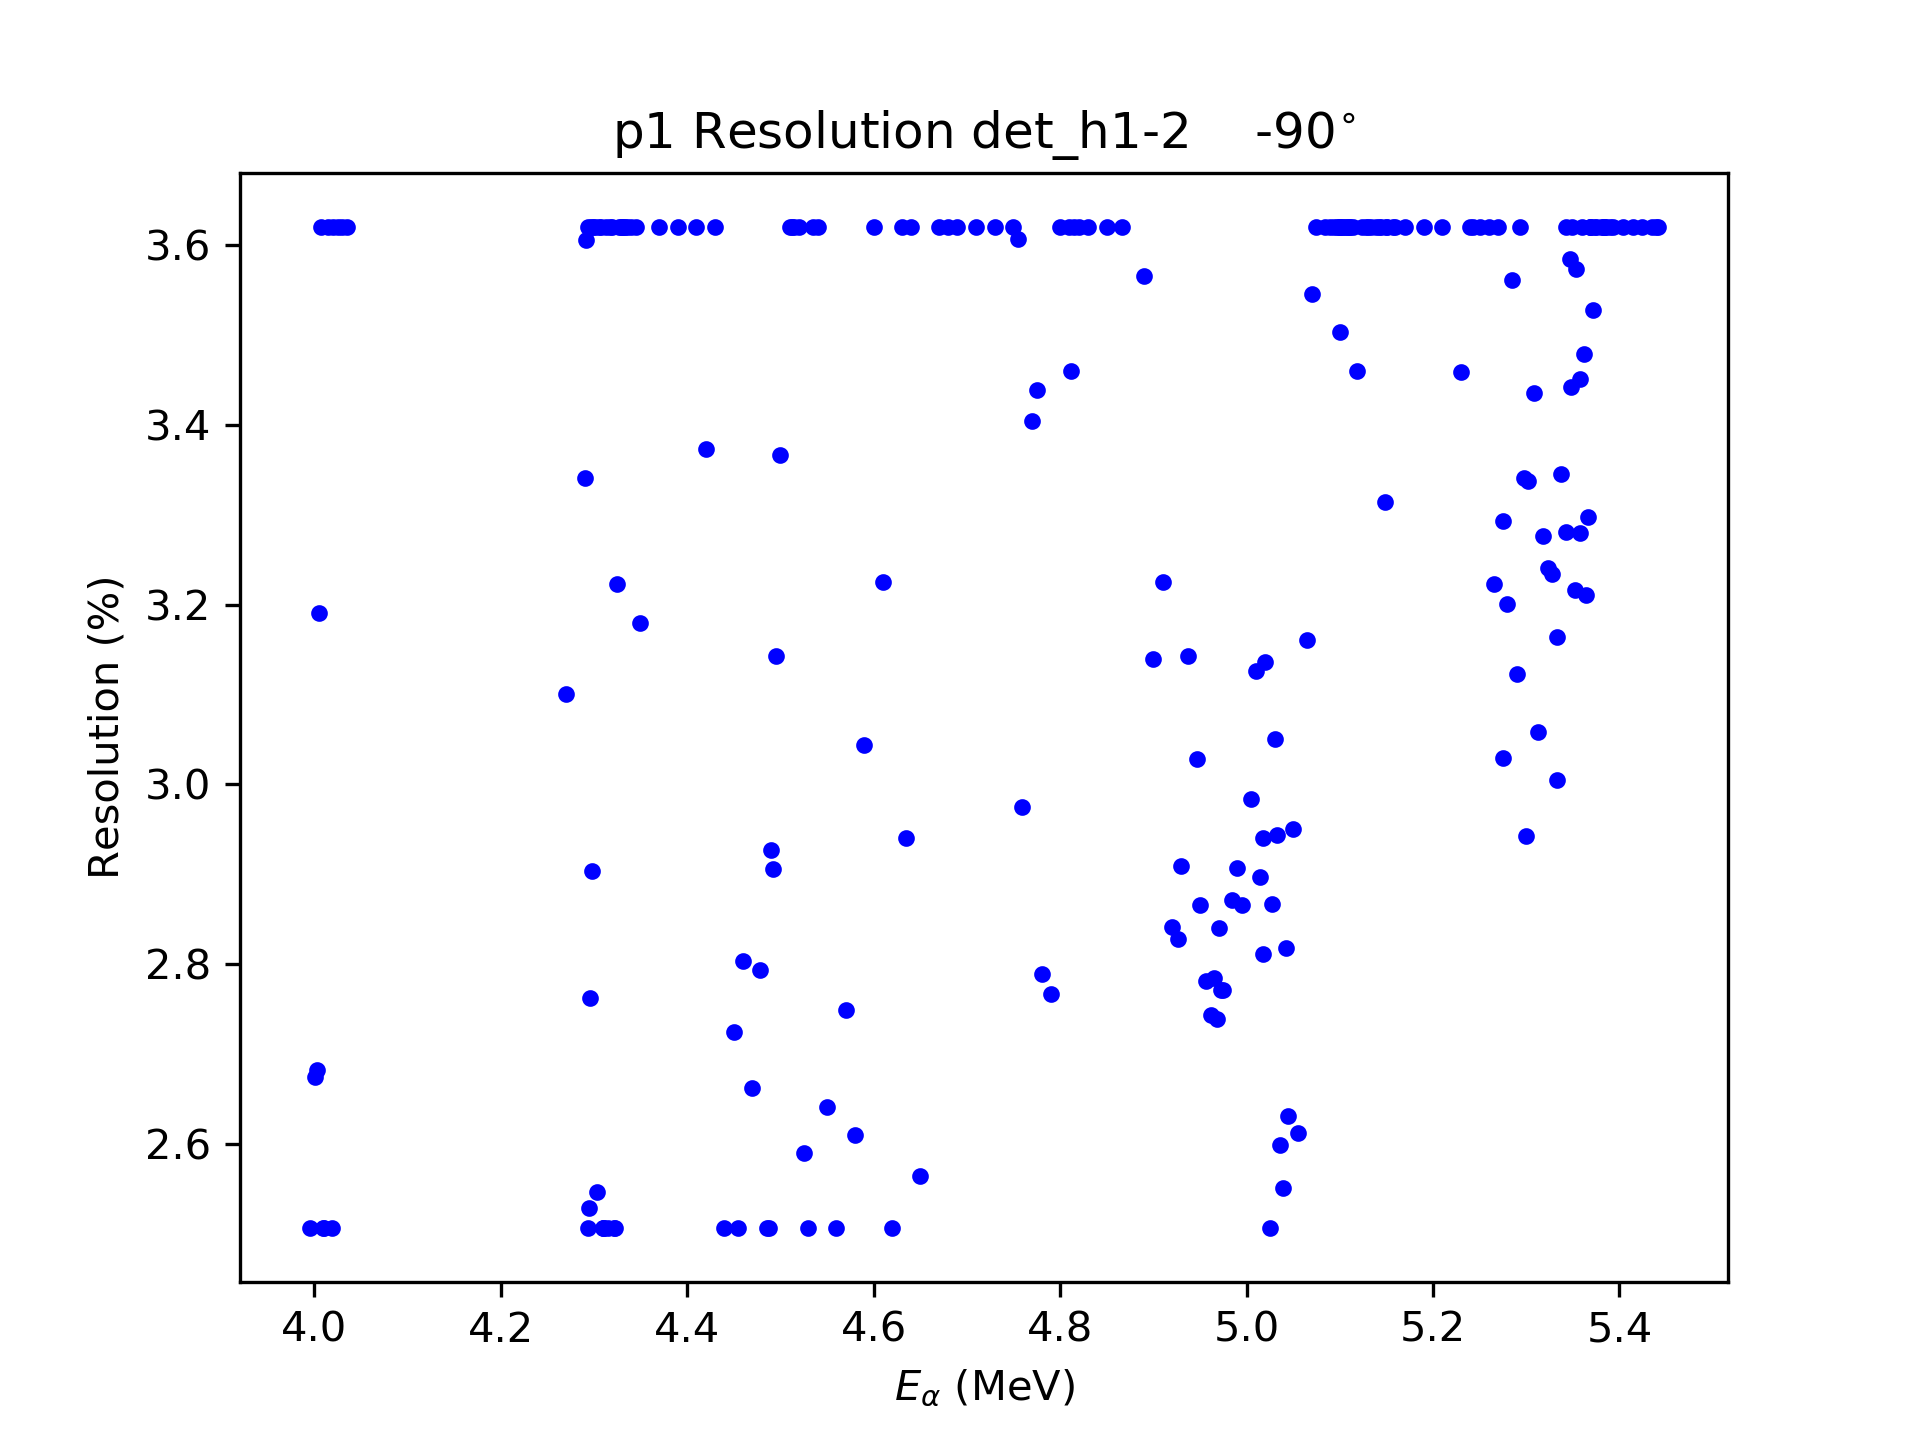 p1 Resolution det_h1-2    -90°
Resolution (%)
3.6
3.4
3.2
3.0
2.8
2.6
4.0 4.2 4.4 4.6 4.8 5.0 5.2 5.4
Eα (MeV)